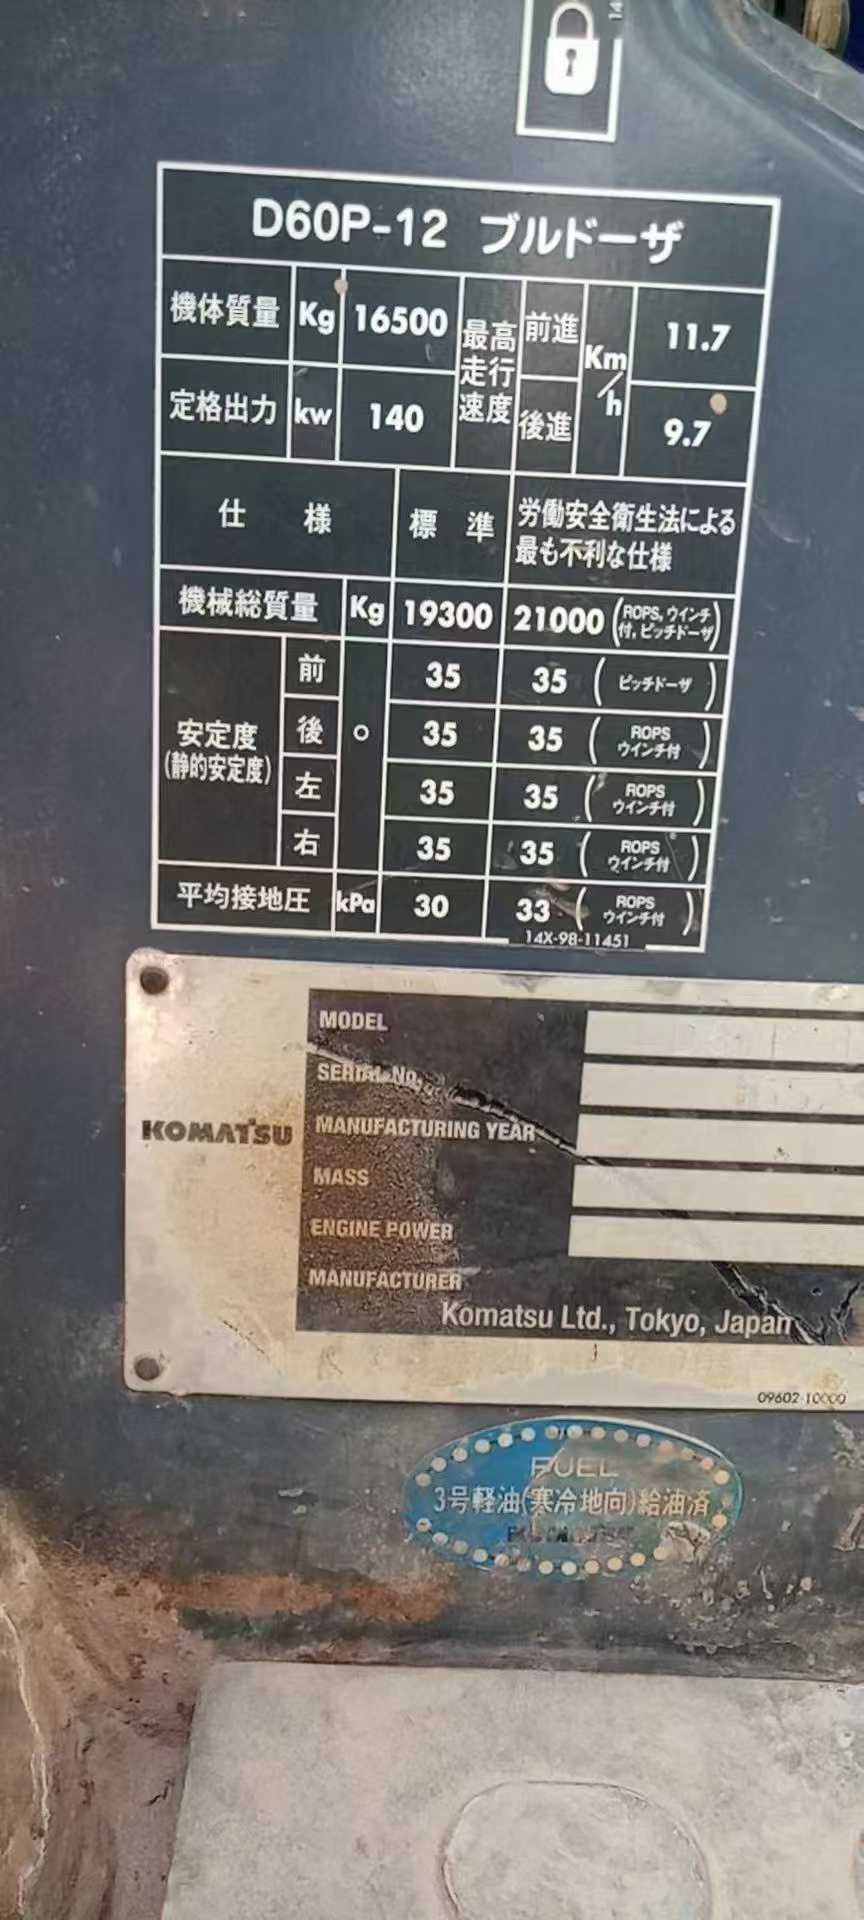 14
D60P-12 ブルドーザ
機体質量 Kg 16500 最高走行速度 前進 Km/h 11.7
定格出力 kw 140 後進 9.7
仕様 標準 労働安全衛生法による
最も不利な仕様
機械総質量 Kg 19300 21000 (ROPS, ウインチ
付, ピッチドーザ)
安定度
(静的安定度)
前 ° 35 35 (ピッチドーザ)
後 35 35 (ROPS
ウインチ付)
左 35 35 (ROPS
ウインチ付)
右 35 35 (ROPS
ウインチ付)
平均接地圧 kPa 30 33 (ROPS
ウインチ付)
14X-98-11451
KOMATSU
MODEL
SERIAL No.
MANUFACTURING YEAR
MASS
ENGINE POWER
MANUFACTURER
Komatsu Ltd., Tokyo, Japan
09602-10000
FUEL
3号軽油(寒冷地向)給油済